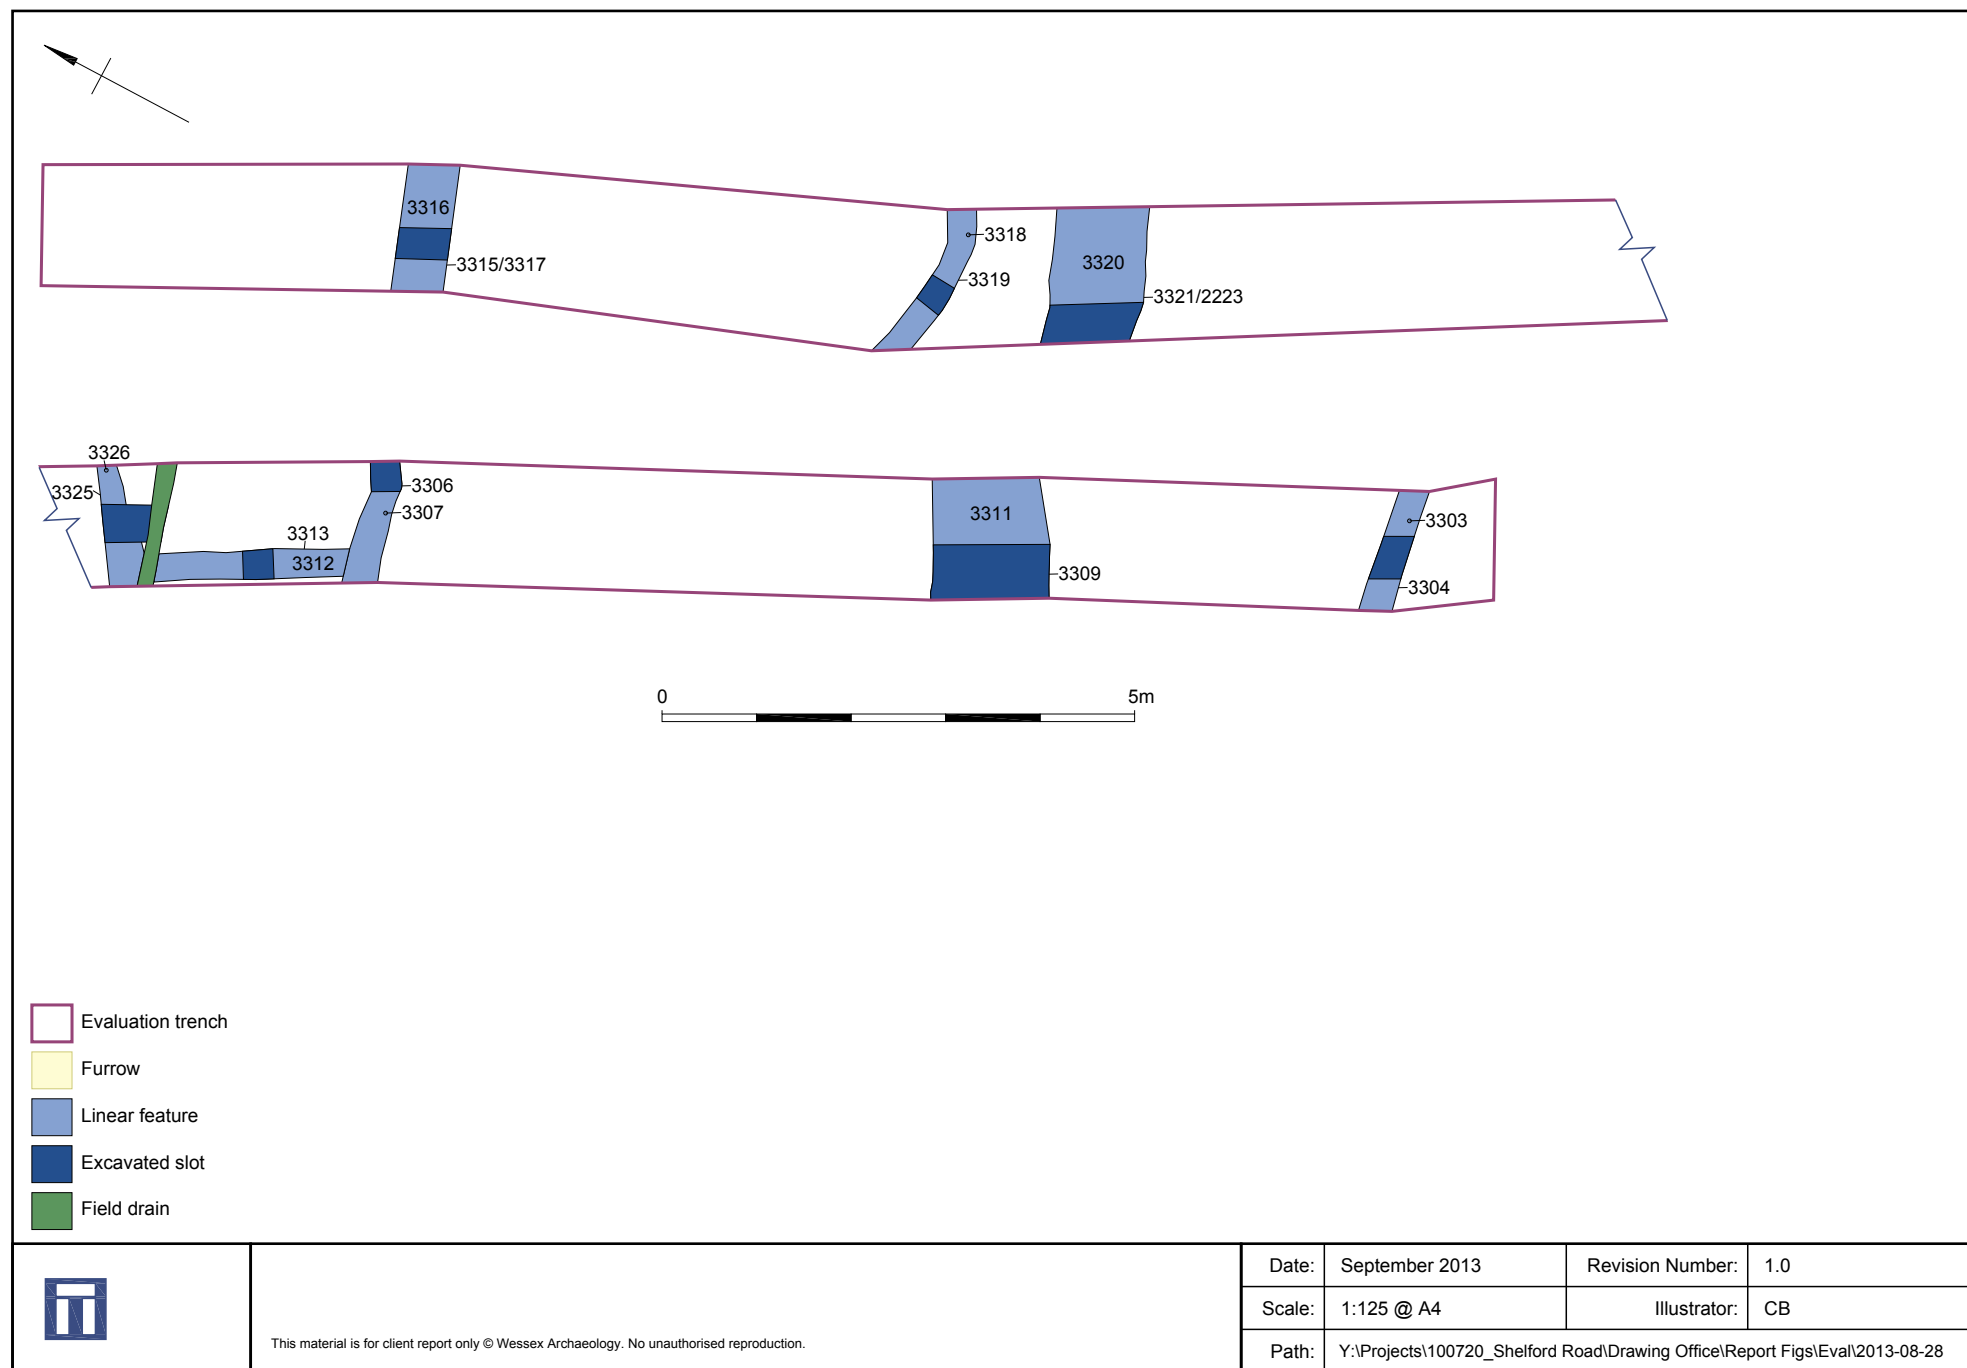 3316
3315/3317
3318
3319
3320
3321/2223
3326
3325
3313
3312
3306
3307
3311
3309
3303
3304
0 5m
Evaluation trench
Furrow
Linear feature
Excavated slot
Field drain
This material is for client report only © Wessex Archaeology. No unauthorised reproduction.
Date: September 2013 Revision Number: 1.0
Scale: 1:125 @ A4 Illustrator: CB
Path: Y:\Projects\100720_Shelford Road\Drawing Office\Report Figs\Eval\2013-08-28